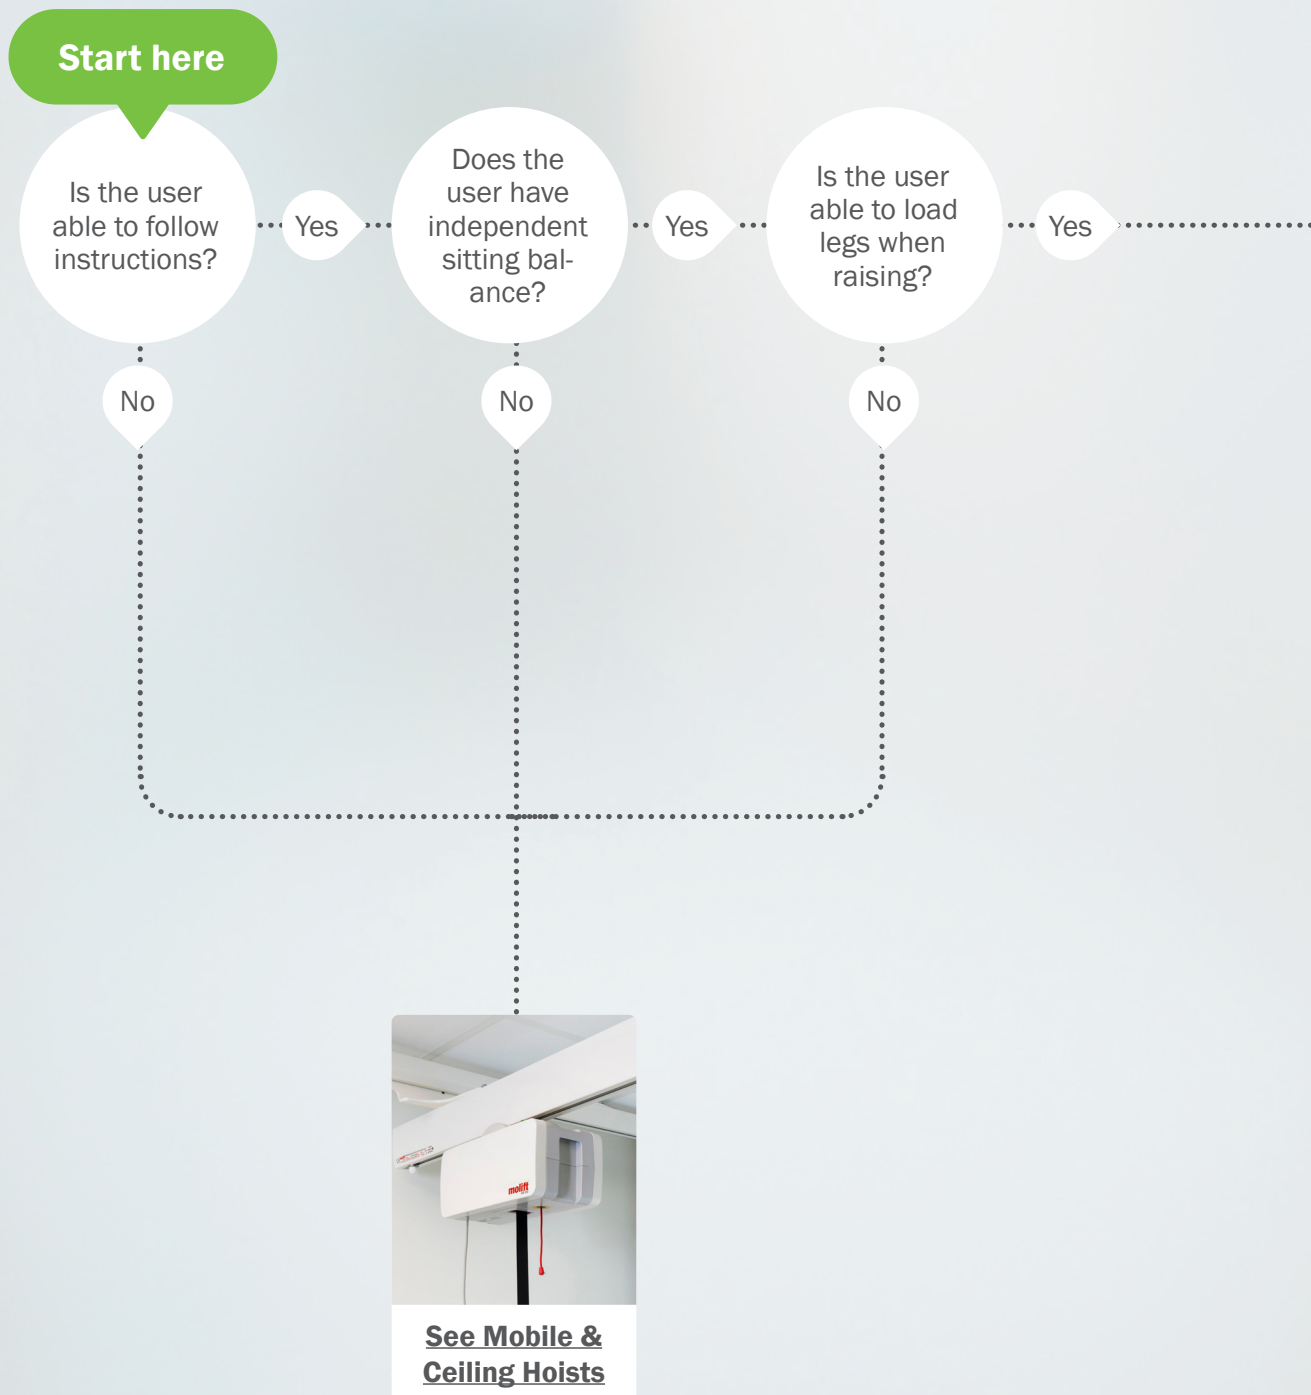 Start here
Is the user
able to follow
instructions?
Yes
Does the
user have
independent
sitting bal-
ance?
Yes
Is the user
able to load
legs when
raising?
Yes
No
No
No
molift
See Mobile &
Ceiling Hoists